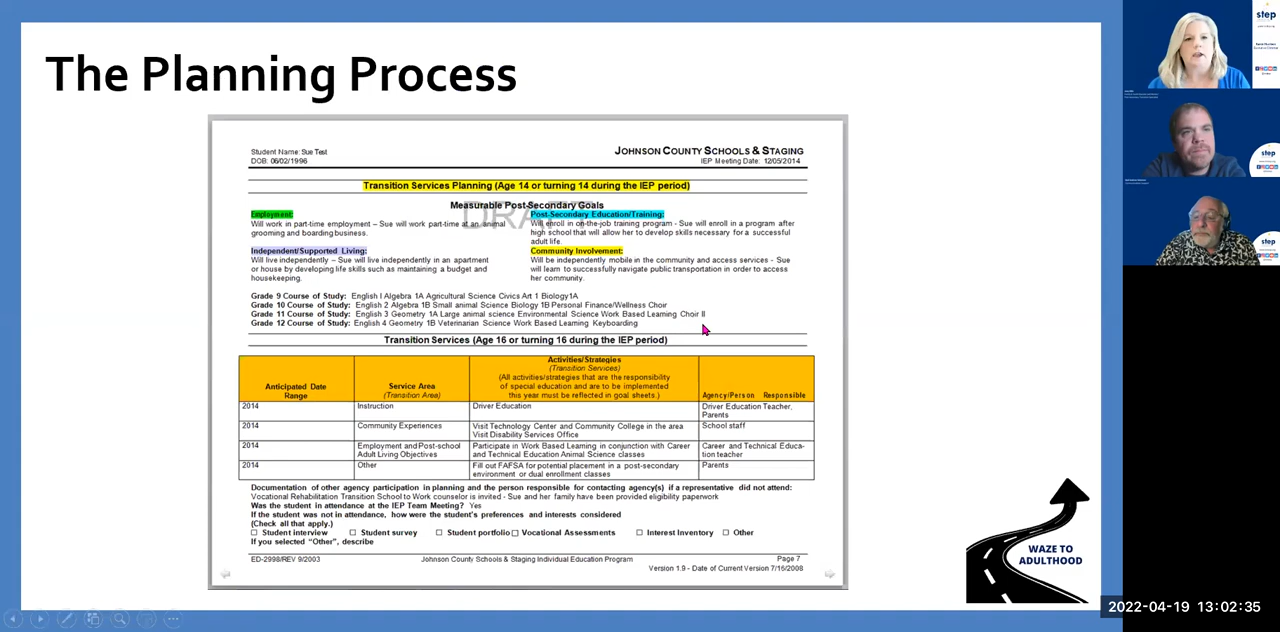 The Planning Process
Student Name: Sue Test
JOHNSON COUNTY SCHOOLS & STAGING
DOB: 06/02/1996
IEP Meeting Date: 12/05/2014
Transition Services Planning (Age 14 or turning 14 during the IEP period)
Measurable Post-Secondary Goals
DRAFT
Employment:
Will work in part-time employment – Sue will work part-time at an animal
grooming and boarding business.
Post-Secondary Education/Training:
Will enroll in on-the-job training program - Sue will enroll in a program after
high school that will allow her to develop skills necessary for a successful
adult life.
Independent/Supported Living:
Will live independently – Sue will live independently in an apartment
or house by developing life skills such as maintaining a budget and
housekeeping.
Community Involvement:
Will be independently mobile in the community and access services - Sue
will learn to successfully navigate public transportation in order to access
her community.
Grade 9 Course of Study: English I Algebra 1A Agricultural Science Civics Art 1 Biology1A
Grade 10 Course of Study: English 2 Algebra 1B Small animal Science Biology 1B Personal Finance/Wellness Choir
Grade 11 Course of Study: English 3 Geometry 1A Large animal science Environmental Science Work Based Learning Choir II
Grade 12 Course of Study: English 4 Geometry 1B Veterinarian Science Work Based Learning Keyboarding
Transition Services (Age 16 or turning 16 during the IEP period)
Anticipated Date
Range
Service Area
(Transition Area)
Activities/Strategies
(Transition Services)
(All activities/strategies that are the responsibility
of special education and are to be implemented
this year must be reflected in goal sheets.)
Agency/Person Responsible
2014
Instruction
Driver Education
Driver Education Teacher,
Parents
2014
Community Experiences
Visit Technology Center and Community College in the area
Visit Disability Services Office
School staff
2014
Employment and Post-school
Adult Living Objectives
Participate in Work Based Learning in conjunction with Career
and Technical Education Animal Science classes
Career and Technical Educa-
tion teacher
2014
Other
Fill out FAFSA for potential placement in a post-secondary
environment or dual enrollment classes
Parents
Documentation of other agency participation in planning and the person responsible for contacting agency(s) if a representative did not attend:
Vocational Rehabilitation Transition School to Work counselor is invited - Sue and her family have been provided eligibility paperwork
Was the student in attendance at the IEP Team Meeting? Yes
If the student was not in attendance, how were the student's preferences and interests considered
(Check all that apply.)
Student interview Student survey Student portfolio Vocational Assessments Interest Inventory Other
If you selected "Other", describe
ED-2998/REV 9/2003
Johnson County Schools & Staging Individual Education Program
Page 7
Version 1.9 - Date of Current Version 7/16/2008
WAZE TO
ADULTHOOD
step
step
step
2022-04-19 13:02:35